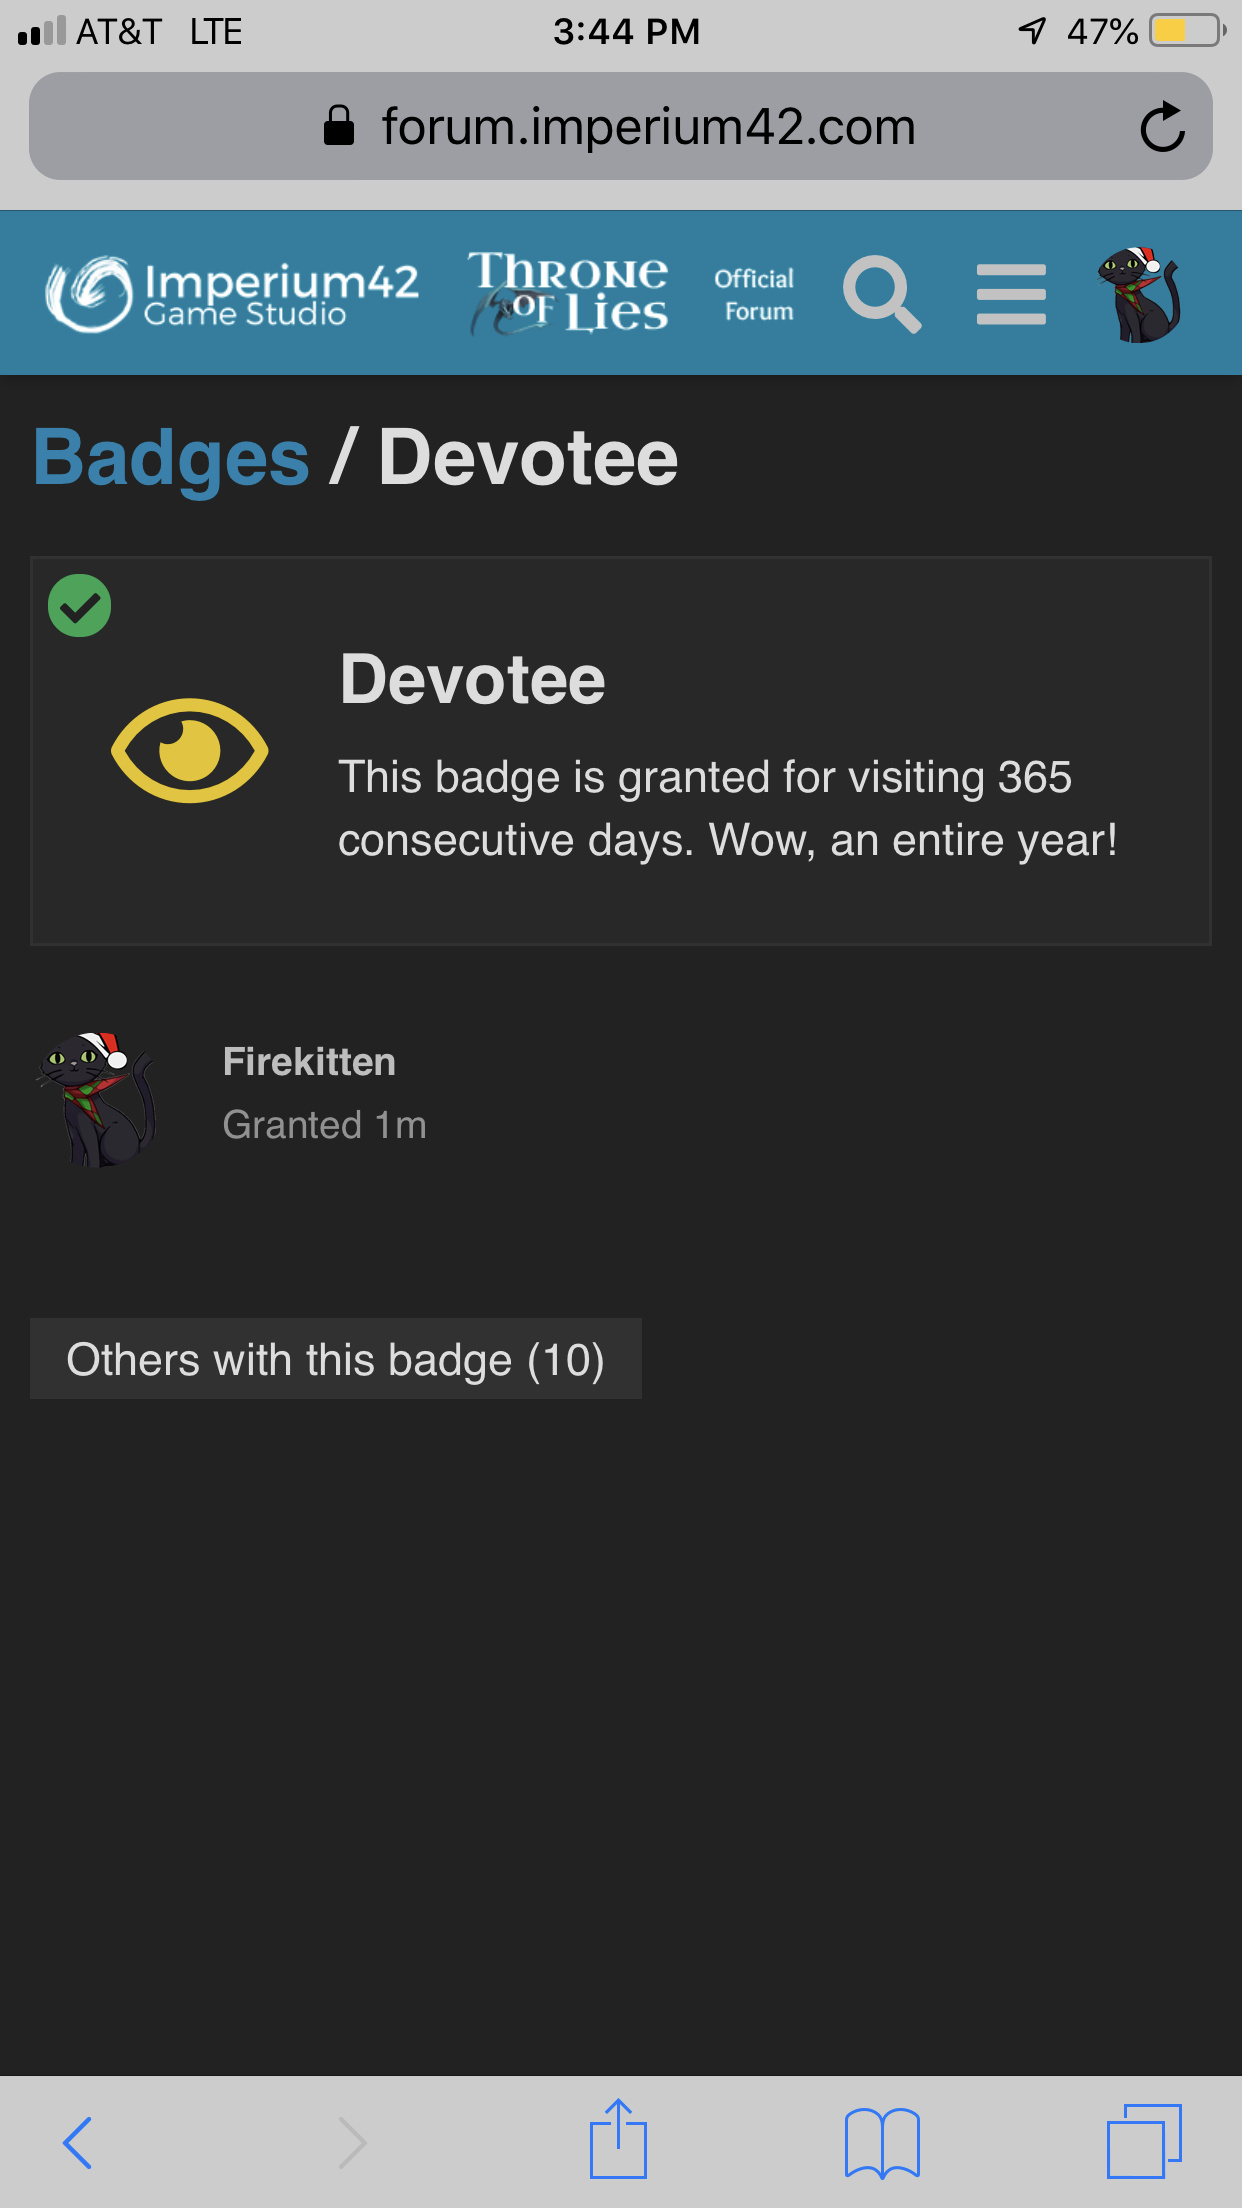 AT&T LTE 3:44 PM 47%
forum.imperium42.com
Imperium42
Game Studio
THRONE
OF LIES
Official
Forum
Badges / Devotee
Devotee
This badge is granted for visiting 365
consecutive days. Wow, an entire year!
Firekitten
Granted 1m
Others with this badge (10)